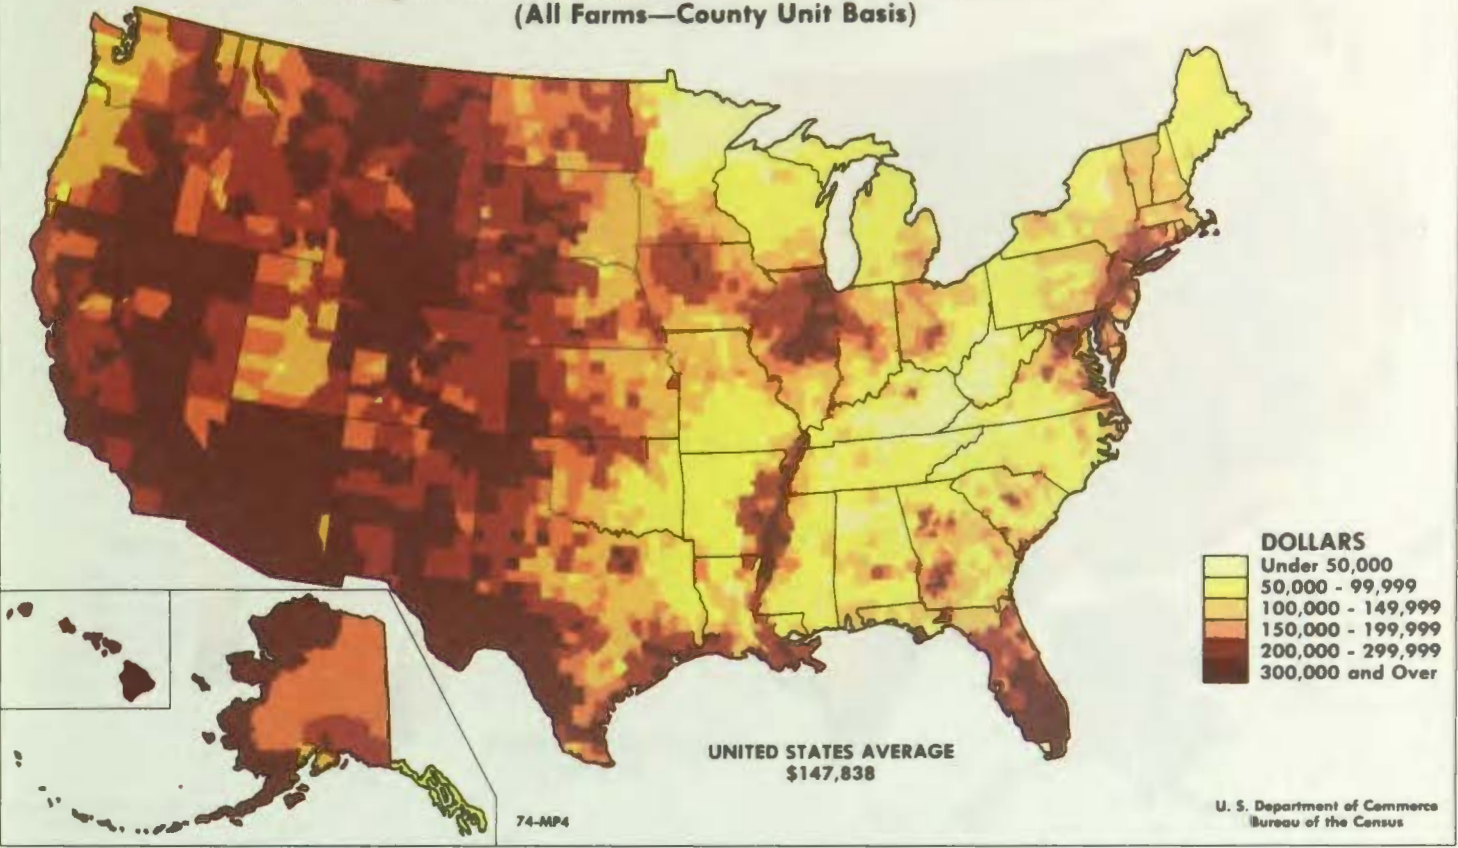 (All Farms—County Unit Basis)
DOLLARS
Under 50,000
50,000 - 99,999
100,000 - 149,999
150,000 - 199,999
200,000 - 299,999
300,000 and Over
UNITED STATES AVERAGE
$147,838
74-MP4
U. S. Department of Commerce
Bureau of the Census